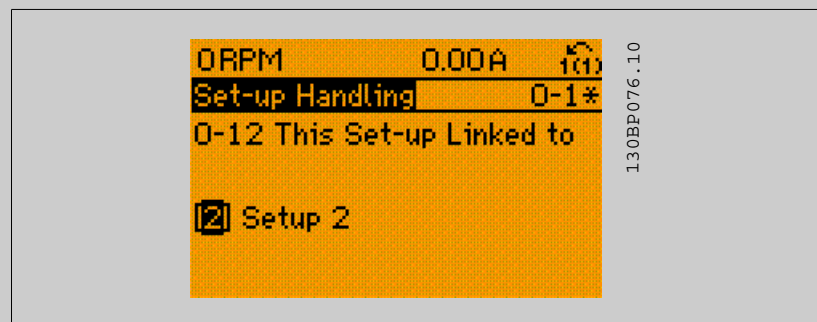 0RPM 0.00A 1(1)
Set-up Handling 0-1*
0-12 This Set-up Linked to
[2] Setup 2
130BP076.10